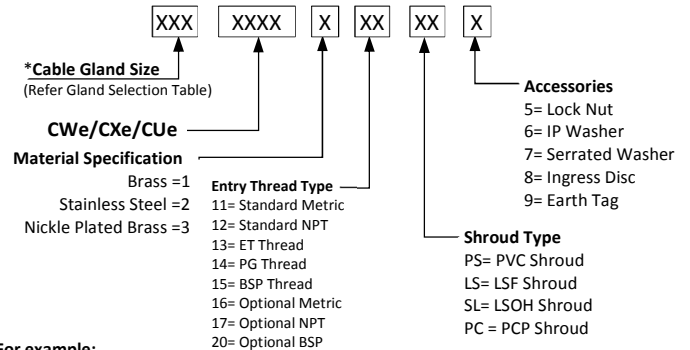 XXX XXXX X XX XX X
*Cable Gland Size
(Refer Gland Selection Table)
CWe/CXe/CUe
Material Specification
Brass =1
Stainless Steel =2
Nickle Plated Brass =3
Entry Thread Type
11= Standard Metric
12= Standard NPT
13= ET Thread
14= PG Thread
15= BSP Thread
16= Optional Metric
17= Optional NPT
20= Optional BSP
Accessories
5= Lock Nut
6= IP Washer
7= Serrated Washer
8= Ingress Disc
9= Earth Tag
Shroud Type
PS= PVC Shroud
LS= LSF Shroud
SL= LSOH Shroud
PC = PCP Shroud
For example: